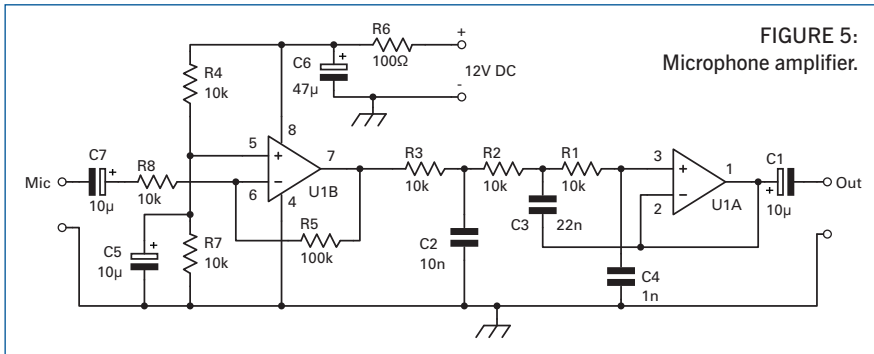 FIGURE 5:
Microphone amplifier.
R6
100Ω
+
12V DC
-
C6
+
47µ
R4
10k
8
5
+
7
6
-
4
U1B
Mic
C7
+
10µ
R8
10k
R5
100k
C5
+
10µ
R7
10k
R3
10k
R2
10k
R1
10k
C2
10n
C3
22n
C4
1n
3
+
1
2
-
U1A
C1
+
10µ
Out